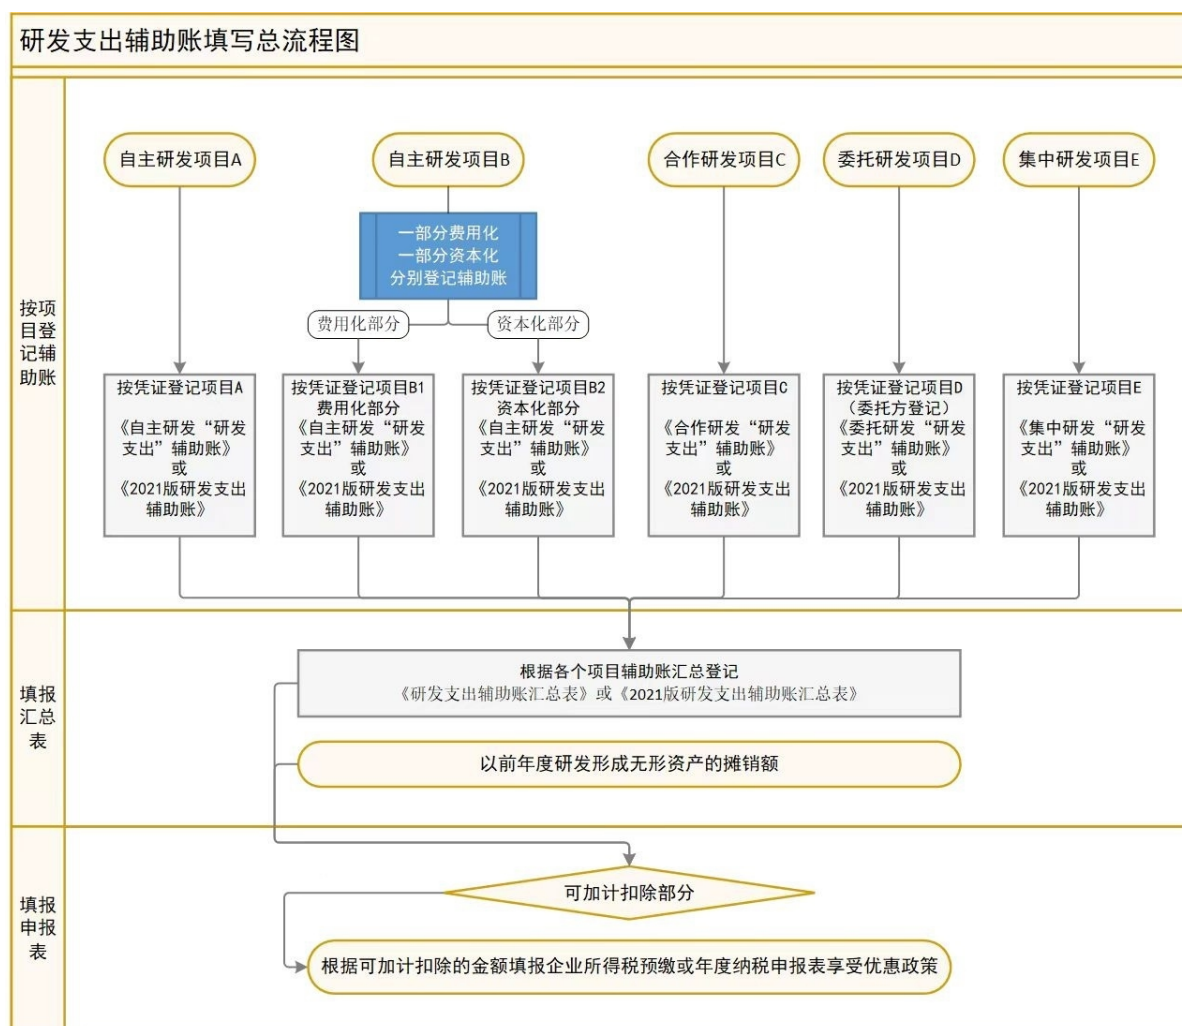 研发支出辅助账填写总流程图
按项
目登
记辅
助账
自主研发项目A
自主研发项目B
合作研发项目C
委托研发项目D
集中研发项目E
一部分费用化
一部分资本化
分别登记辅助账
费用化部分
资本化部分
按凭证登记项目A
《自主研发“研发
支出”辅助账》
或
《2021版研发支出
辅助账》
按凭证登记项目B1
费用化部分
《自主研发“研发
支出”辅助账》
或
《2021版研发支出
辅助账》
按凭证登记项目B2
资本化部分
《自主研发“研发
支出”辅助账》
或
《2021版研发支出
辅助账》
按凭证登记项目C
《合作研发“研发
支出”辅助账》
或
《2021版研发支出
辅助账》
按凭证登记项目D
（委托方登记）
《委托研发“研发
支出”辅助账》
或
《2021版研发支出
辅助账》
按凭证登记项目E
《集中研发“研发
支出”辅助账》
或
《2021版研发支出
辅助账》
填报
汇总
表
根据各个项目辅助账汇总登记
《研发支出辅助账汇总表》或《2021版研发支出辅助账汇总表》
以前年度研发形成无形资产的摊销额
填报
申报
表
可加计扣除部分
根据可加计扣除的金额填报企业所得税预缴或年度纳税申报表享受优惠政策